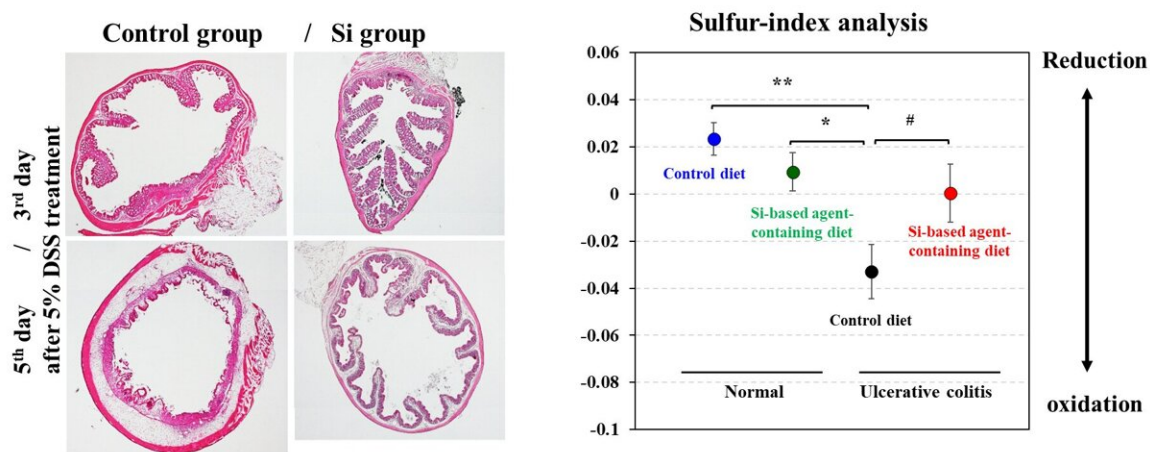 Control group / Si group
3rd day / 5th day
after 5% DSS treatment
Sulfur-index analysis
0.06
0.04
0.02
0
-0.02
-0.04
-0.06
-0.08
-0.1
**
*
#
Control diet
Si-based agent-
containing diet
Control diet
Si-based agent-
containing diet
Normal
Ulcerative colitis
Reduction
oxidation